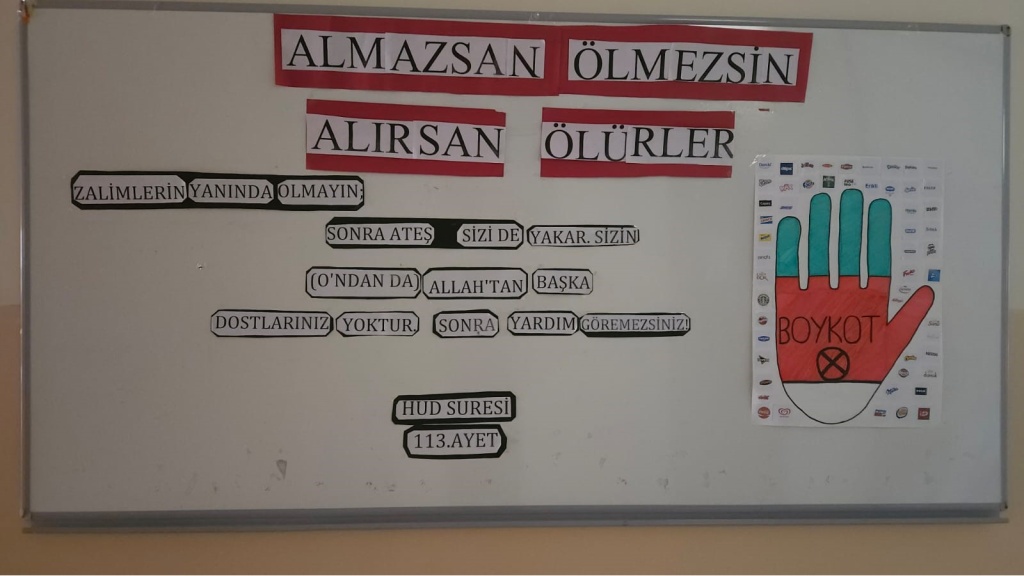 ALMAZSAN ÖLMEZSİN
ALIRSAN ÖLÜRLER
ZALİMLERİN YANINDA OLMAYIN;
SONRA ATEŞ SİZİ DE YAKAR. SİZİN
(O'NDAN DA) ALLAH'TAN BAŞKA
DOSTLARINIZ YOKTUR. SONRA YARDIM GÖREMEZSİNİZ!
HUD SURESİ
113.AYET
BOYKOT